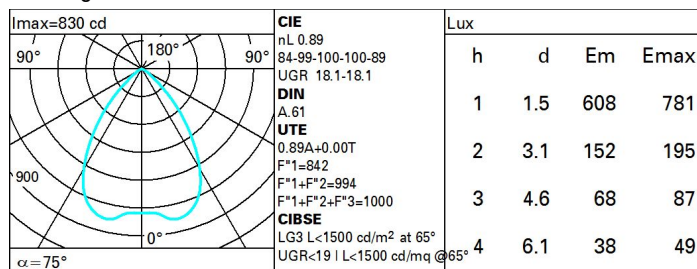 Imax=830 cd
90°
180°
90°
900
0°
α=75°
CIE
nL 0.89
84-99-100-100-89
UGR 18.1-18.1
DIN
A.61
UTE
0.89A+0.00T
F"1=842
F"1+F"2=994
F"1+F"2+F"3=1000
CIBSE
LG3 L<1500 cd/m² at 65°
UGR<19 | L<1500 cd/mq @65°
Lux
h d Em Emax
1 1.5 608 781
2 3.1 152 195
3 4.6 68 87
4 6.1 38 49